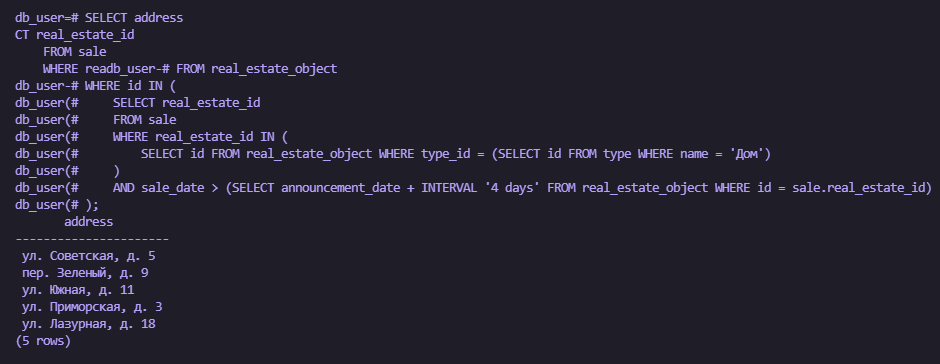 db_user=# SELECT address
CT real_estate_id
    FROM sale
    WHERE readb_user-# FROM real_estate_object
db_user-# WHERE id IN (
db_user(#     SELECT real_estate_id
db_user(#     FROM sale
db_user(#     WHERE real_estate_id IN (
db_user(#         SELECT id FROM real_estate_object WHERE type_id = (SELECT id FROM type WHERE name = 'Дом')
db_user(#     )
db_user(#     AND sale_date > (SELECT announcement_date + INTERVAL '4 days' FROM real_estate_object WHERE id = sale.real_estate_id)
db_user(# );
       address
----------------------
 ул. Советская, д. 5
 пер. Зеленый, д. 9
 ул. Южная, д. 11
 ул. Приморская, д. 3
 ул. Лазурная, д. 18
(5 rows)